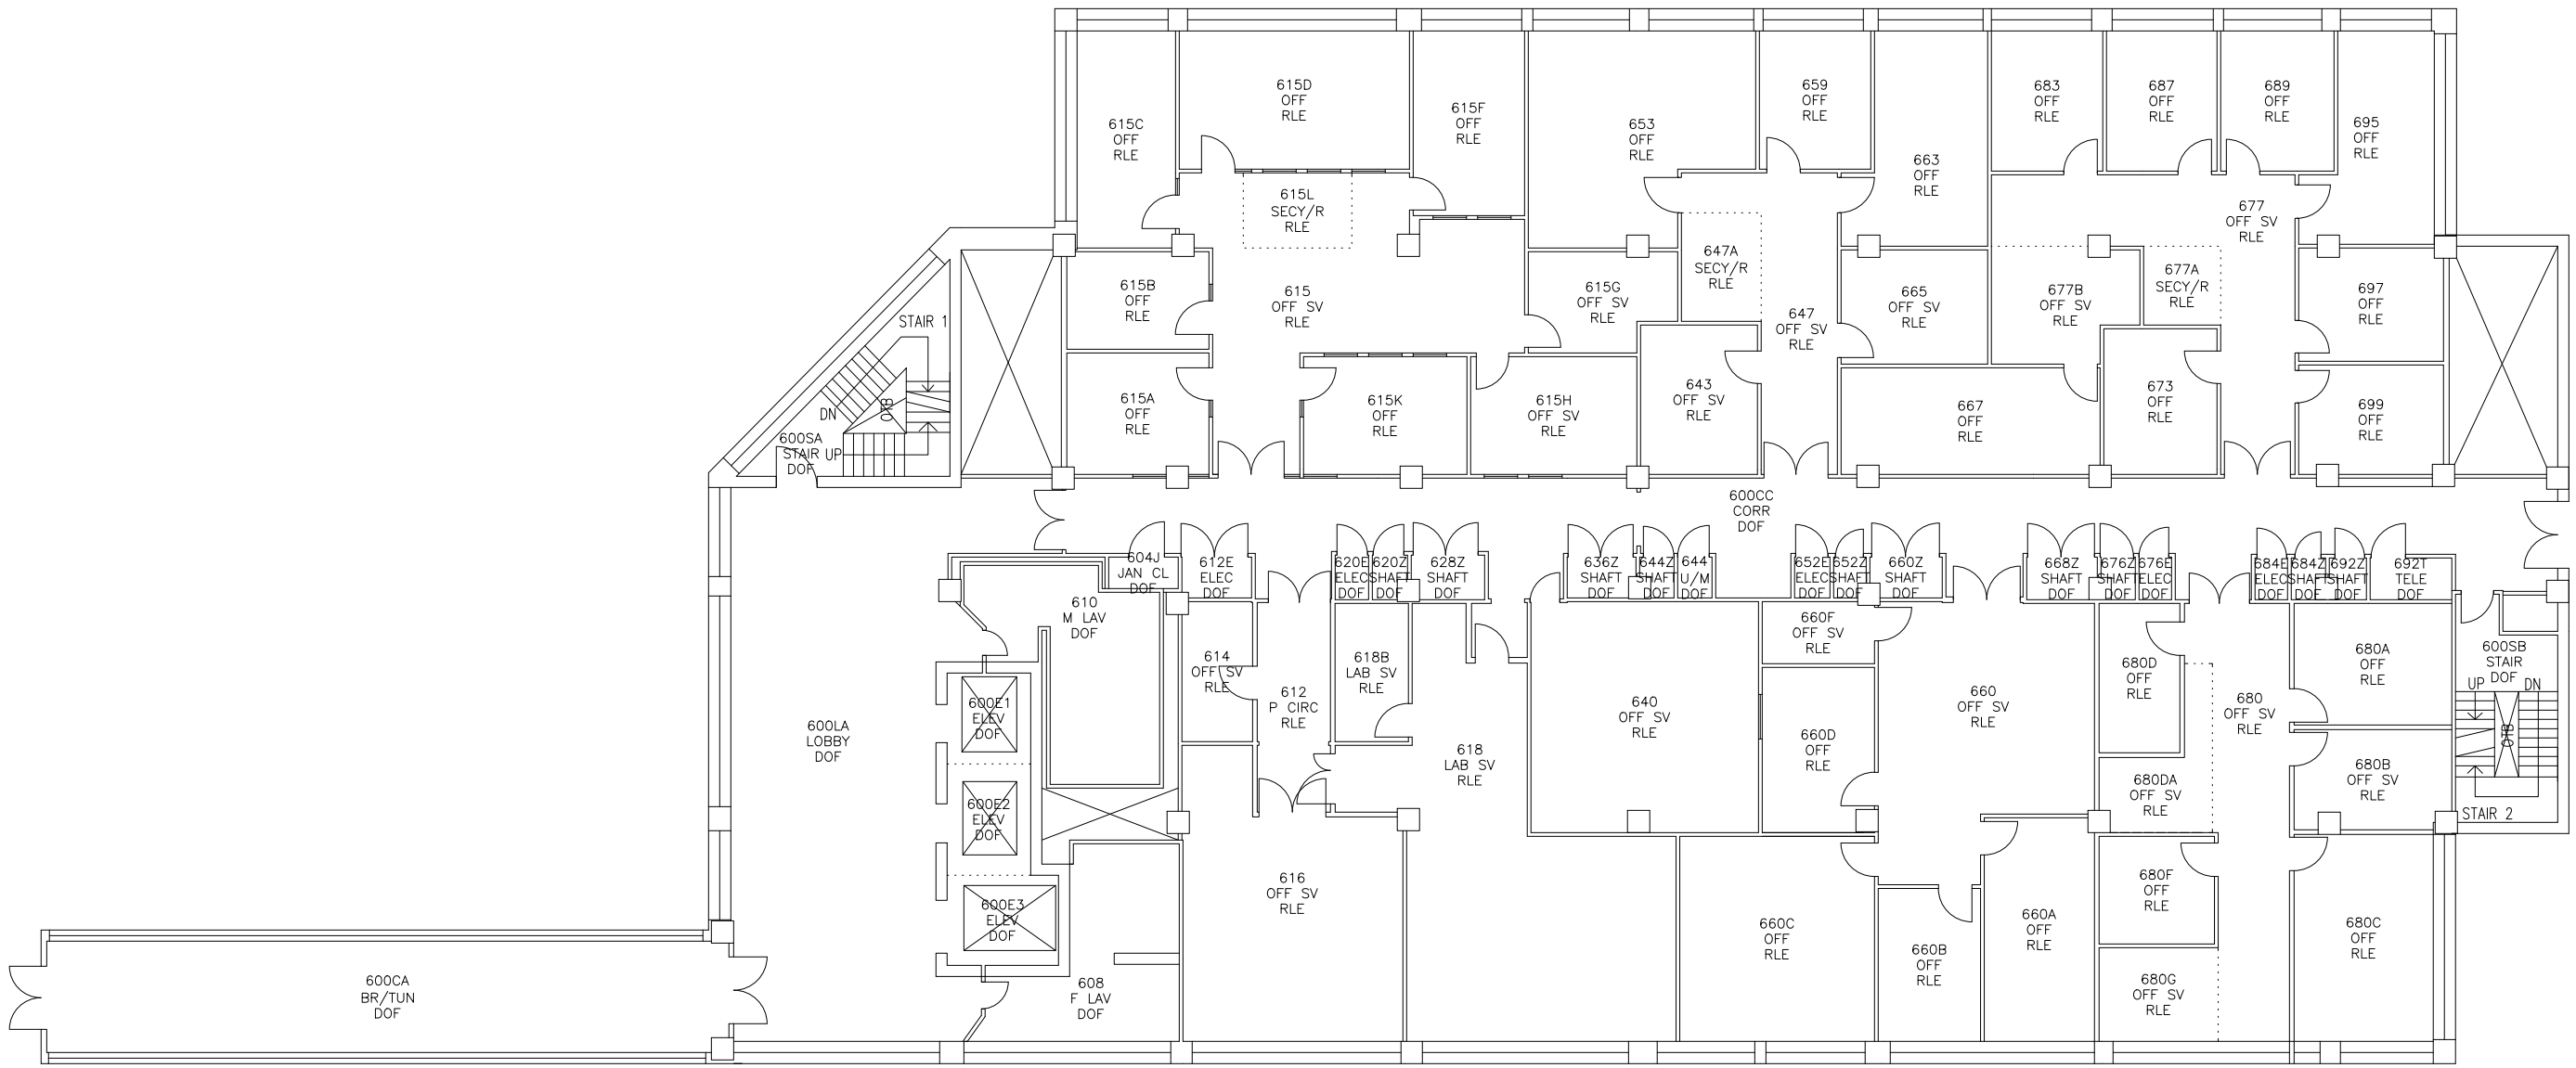 615D
OFF
RLE
615C
OFF
RLE
615F
OFF
RLE
653
OFF
RLE
659
OFF
RLE
663
OFF
RLE
683
OFF
RLE
687
OFF
RLE
689
OFF
RLE
695
OFF
RLE
615L
SECY/R
RLE
677
OFF SV
RLE
615B
OFF
RLE
615
OFF SV
RLE
615G
OFF SV
RLE
647A
SECY/R
RLE
647
OFF SV
RLE
665
OFF SV
RLE
677B
OFF SV
RLE
677A
SECY/R
RLE
697
OFF
RLE
STAIR 1
DN
OTB
UP
600SA
STAIR
DOF
615A
OFF
RLE
615K
OFF
RLE
615H
OFF SV
RLE
643
OFF SV
RLE
667
OFF
RLE
673
OFF
RLE
699
OFF
RLE
600CC
CORR
DOF
604J
JAN CL
DOF
612E
ELEC
DOF
620E
ELEC
DOF
620Z
SHAFT
DOF
628Z
SHAFT
DOF
636Z
SHAFT
DOF
644Z
SHAFT
DOF
644
U/M
DOF
652E
ELEC
DOF
652Z
SHAFT
DOF
660Z
SHAFT
DOF
668Z
SHAFT
DOF
676Z
SHAFT
DOF
676E
ELEC
DOF
684E
ELEC
DOF
684Z
SHAFT
DOF
692Z
SHAFT
DOF
692T
TELE
DOF
610
M LAV
DOF
614
OFF SV
RLE
612
P CIRC
RLE
618B
LAB SV
RLE
618
LAB SV
RLE
640
OFF SV
RLE
660F
OFF SV
RLE
660D
OFF
RLE
660
OFF SV
RLE
680D
OFF
RLE
680
OFF SV
RLE
680A
OFF
RLE
600SB
STAIR
DOF
UP
DN
OTB
STAIR 2
600LA
LOBBY
DOF
600E1
ELEV
DOF
600E2
ELEV
DOF
600E3
ELEV
DOF
680DA
OFF SV
RLE
680B
OFF SV
RLE
616
OFF SV
RLE
660C
OFF
RLE
660B
OFF
RLE
660A
OFF
RLE
680F
OFF
RLE
680C
OFF
RLE
680G
OFF SV
RLE
600CA
BR/TUN
DOF
608
F LAV
DOF